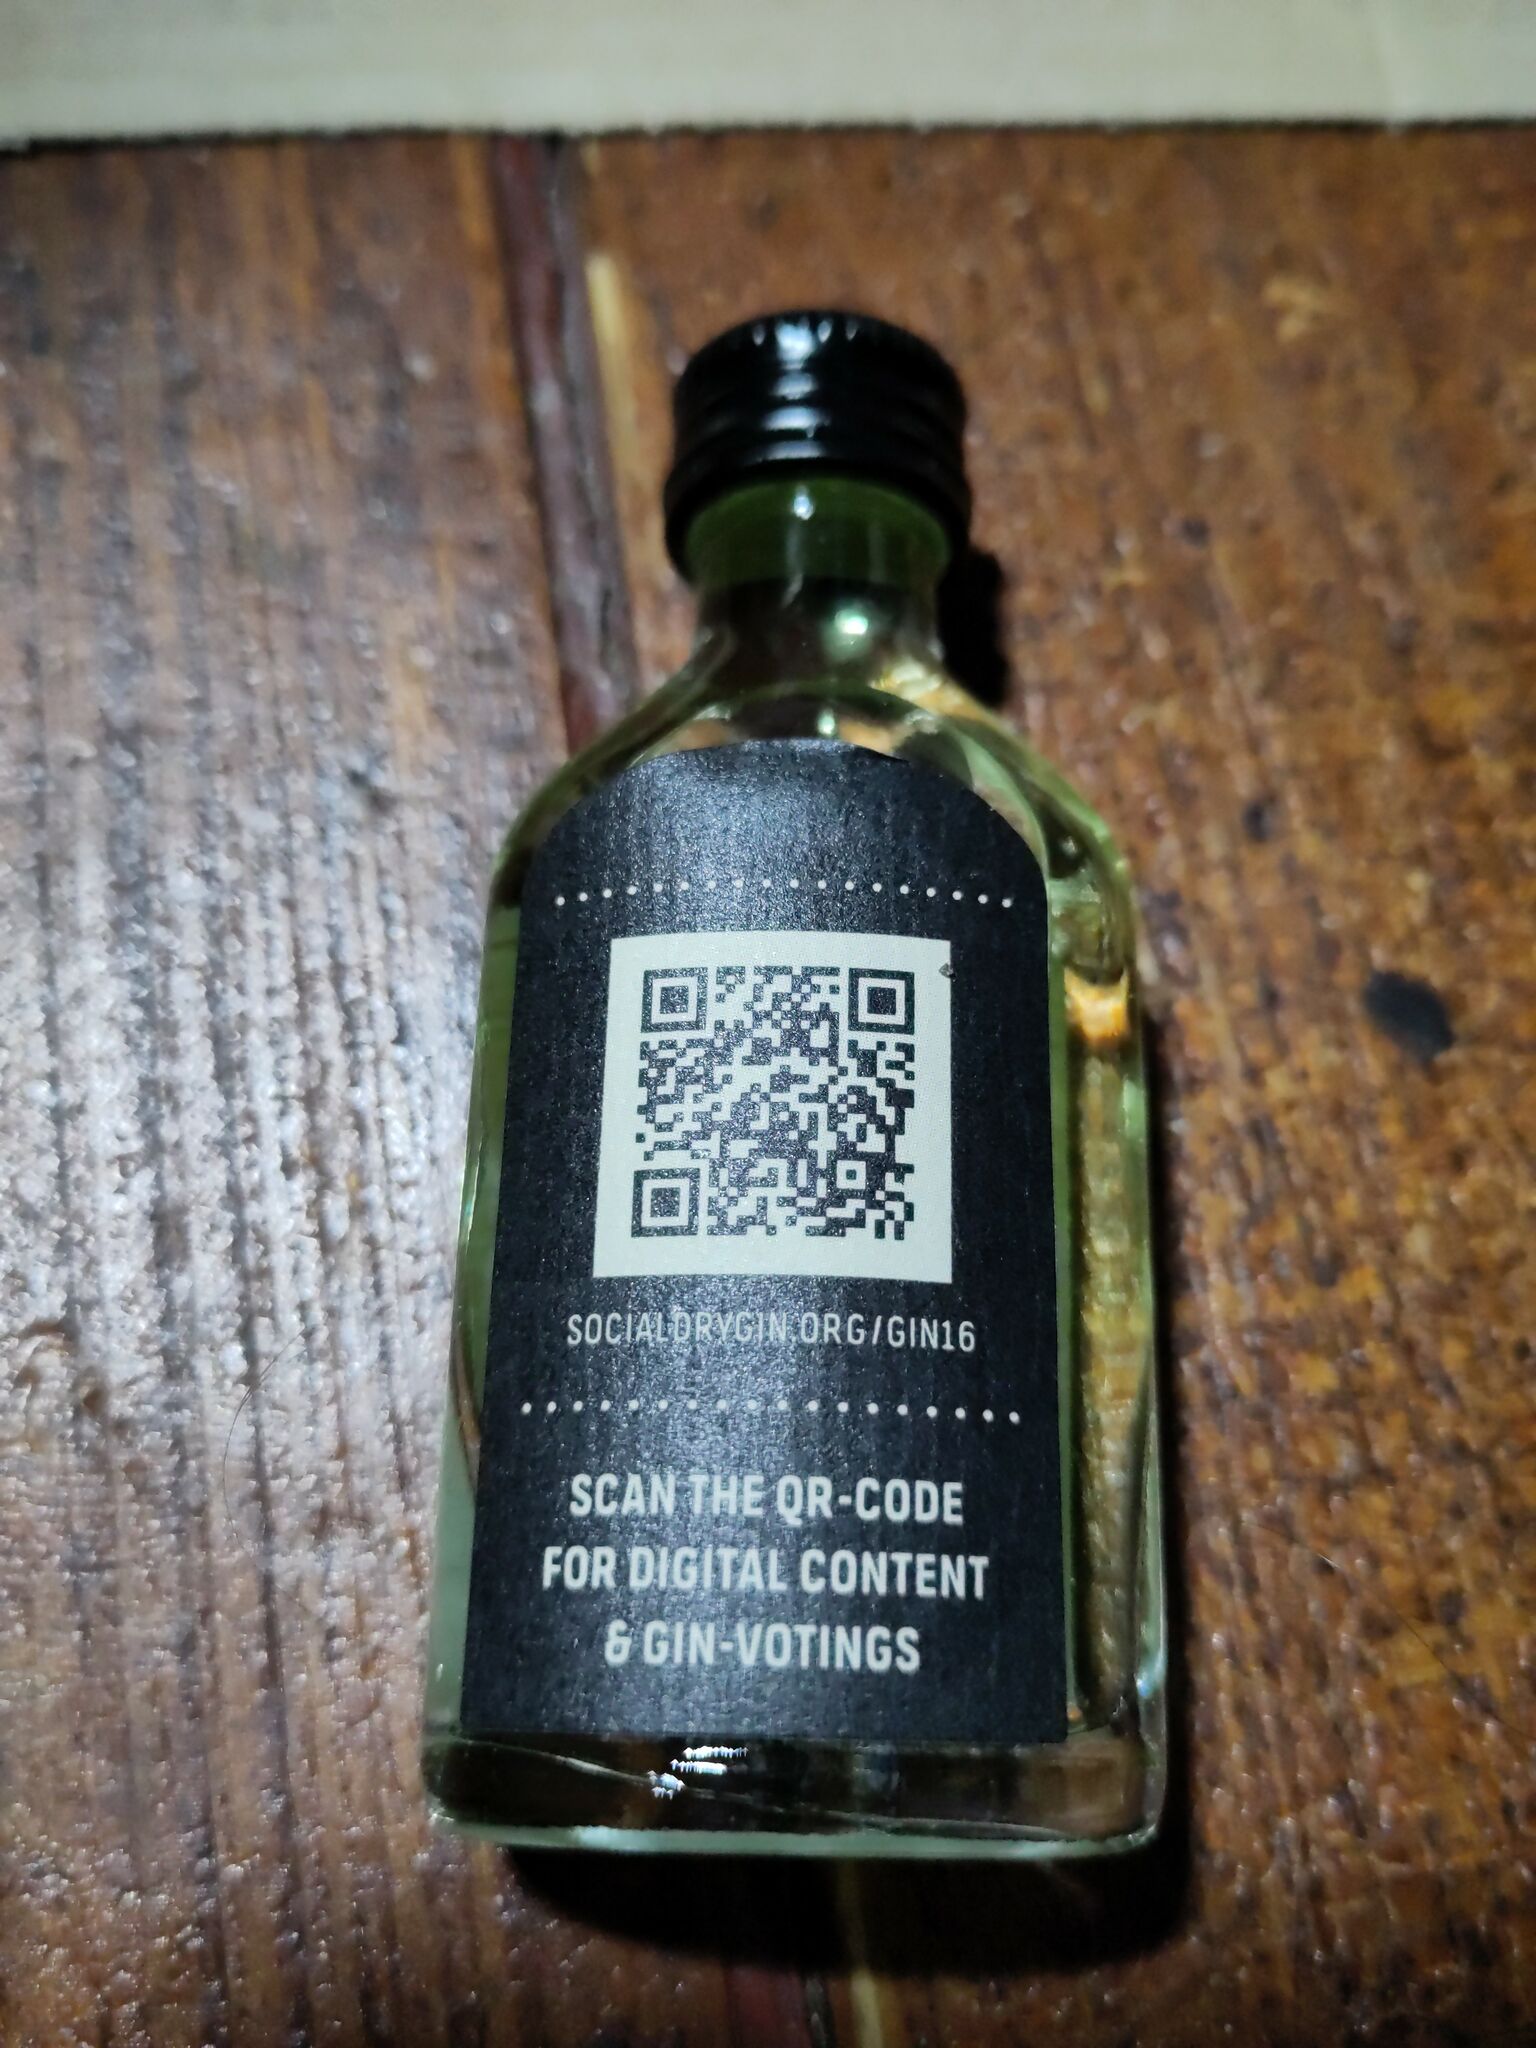 SOCIALDRYGIN.ORG/GIN16
SCAN THE QR-CODE
FOR DIGITAL CONTENT
& GIN-VOTINGS